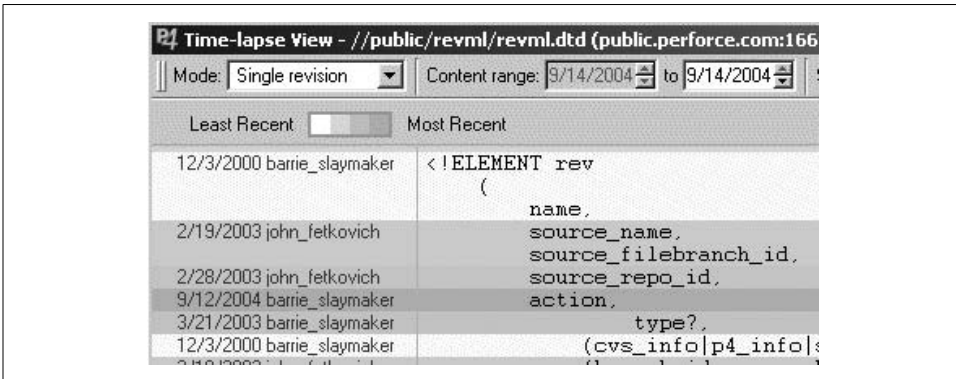 P4 Time-lapse View - //public/revml/revml.dtd (public.perforce.com:166
Mode: Single revision Content range: 9/14/2004 to 9/14/2004
Least Recent Most Recent
12/3/2000 barrie_slaymaker <!ELEMENT rev
(
name,
2/19/2003 john_fetkovich source_name,
source_filebranch_id,
2/28/2003 john_fetkovich source_repo_id,
9/12/2004 barrie_slaymaker action,
3/21/2003 barrie_slaymaker type?,
12/3/2000 barrie_slaymaker (cvs_info|p4_info|s